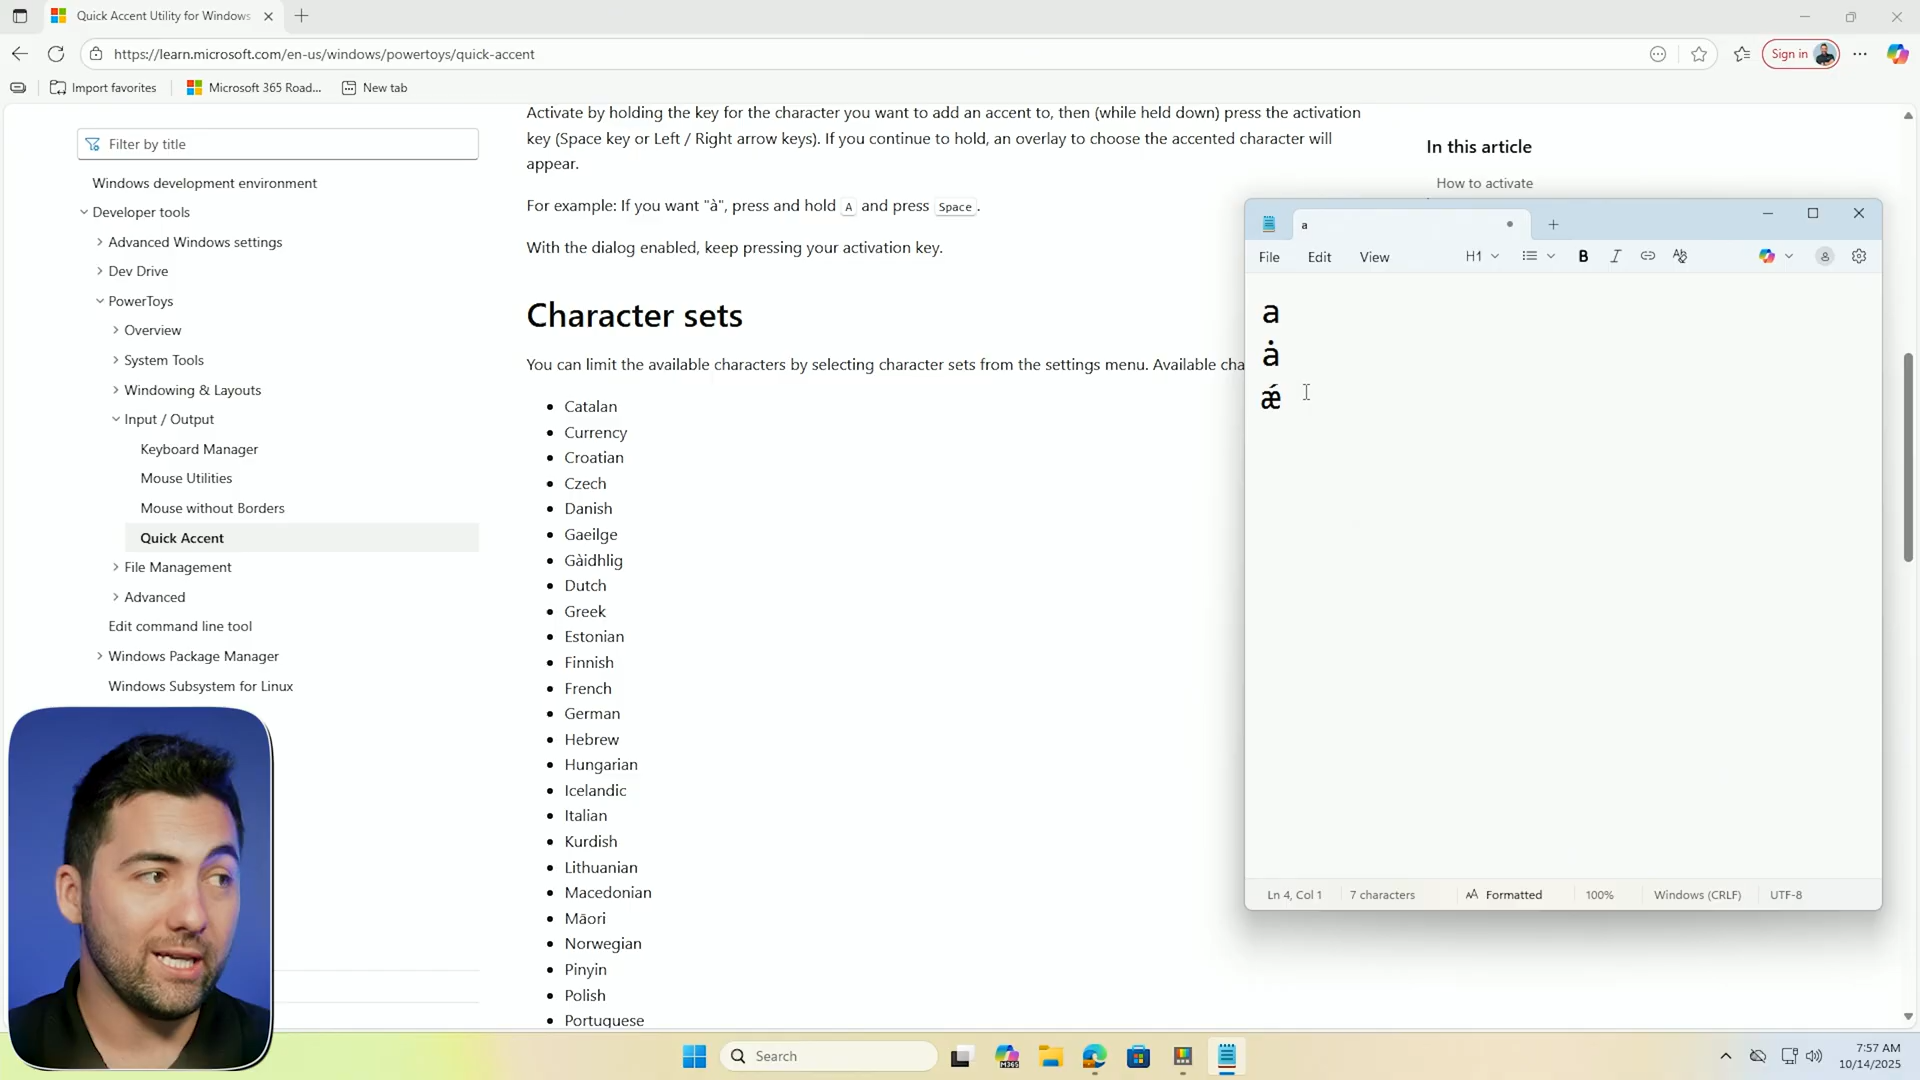 Quick Accent Utility for Windows
https://learn.microsoft.com/en-us/windows/powertoys/quick-accent
Sign in
Import favorites
Microsoft 365 Road...
New tab
Filter by title
Windows development environment
Developer tools
Advanced Windows settings
Dev Drive
PowerToys
Overview
System Tools
Windowing & Layouts
Input / Output
Keyboard Manager
Mouse Utilities
Mouse without Borders
Quick Accent
File Management
Advanced
Edit command line tool
Windows Package Manager
Windows Subsystem for Linux
Activate by holding the key for the character you want to add an accent to, then (while held down) press the activation
key (Space key or Left / Right arrow keys). If you continue to hold, an overlay to choose the accented character will
appear.
For example: If you want "à", press and hold A and press Space.
With the dialog enabled, keep pressing your activation key.
Character sets
You can limit the available characters by selecting character sets from the settings menu. Available cha
Catalan
Currency
Croatian
Czech
Danish
Gaeilge
Gàidhlig
Dutch
Greek
Estonian
Finnish
French
German
Hebrew
Hungarian
Icelandic
Italian
Kurdish
Lithuanian
Macedonian
Māori
Norwegian
Pinyin
Polish
Portuguese
In this article
How to activate
a
File Edit View H1 B I
a
ȧ
ǽ
Ln 4, Col 1 7 characters Formatted 100% Windows (CRLF) UTF-8
Search
M365
7:57 AM
10/14/2025